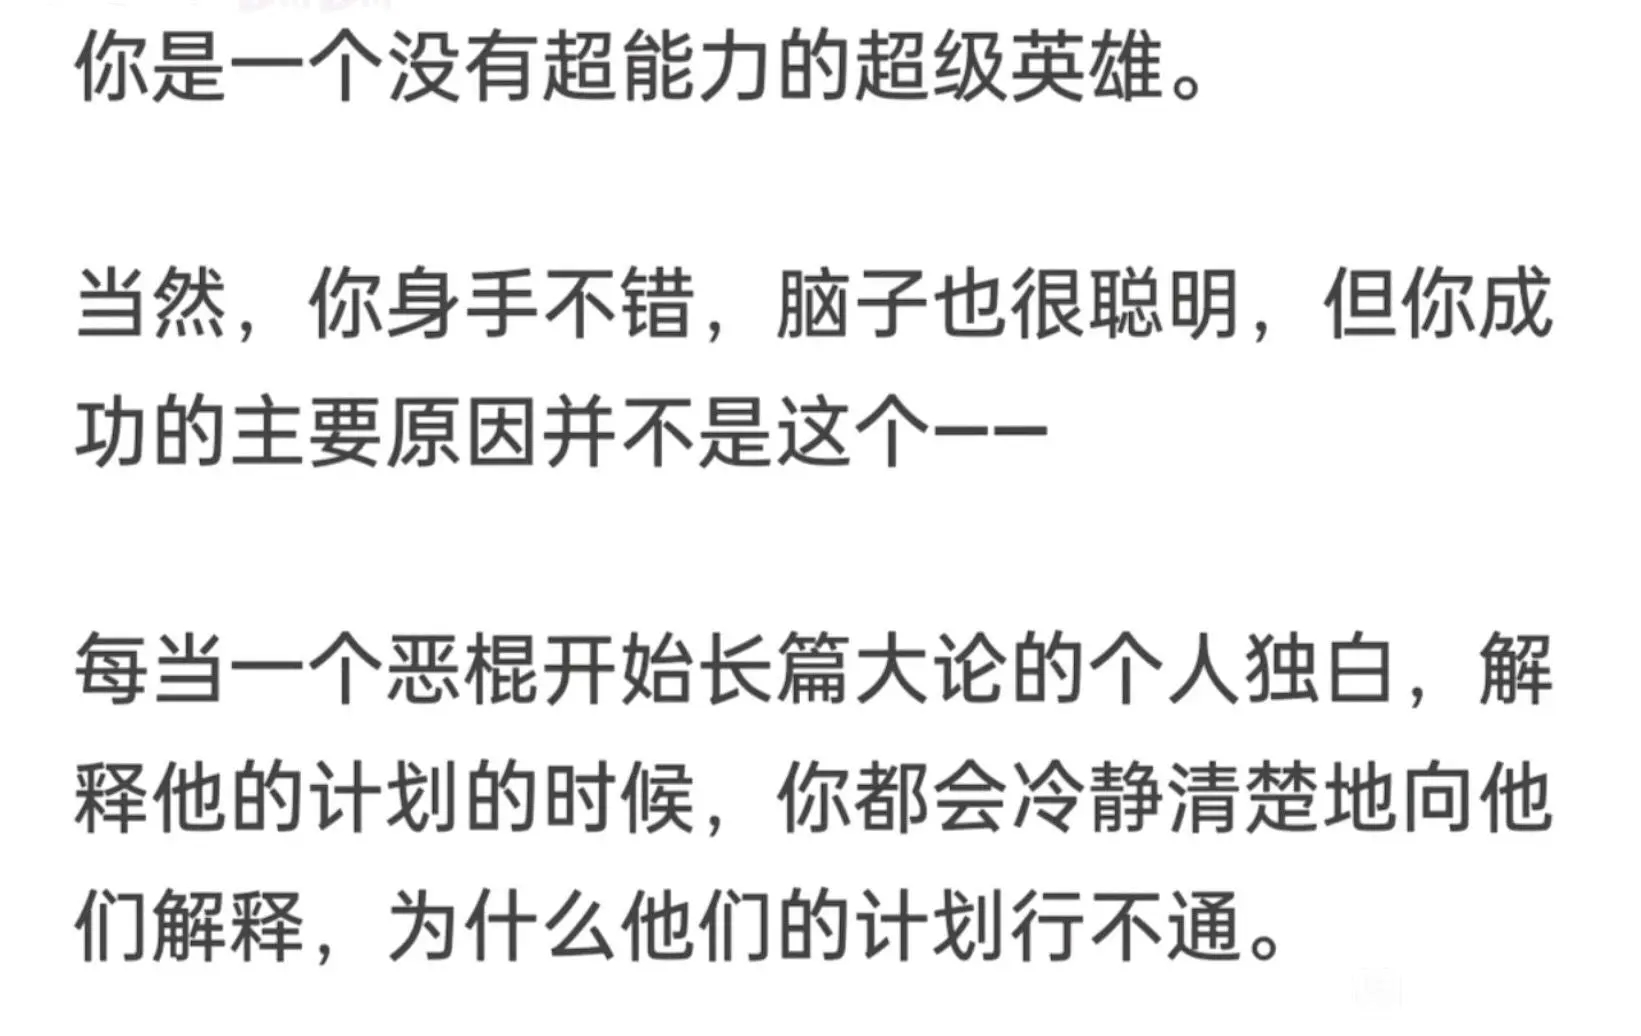 你是一个没有超能力的超级英雄。
当然，你身手不错，脑子也很聪明，但你成
功的主要原因并不是这个——
每当一个恶棍开始长篇大论的个人独白，解
释他的计划的时候，你都会冷静清楚地向他
们解释，为什么他们的计划行不通。